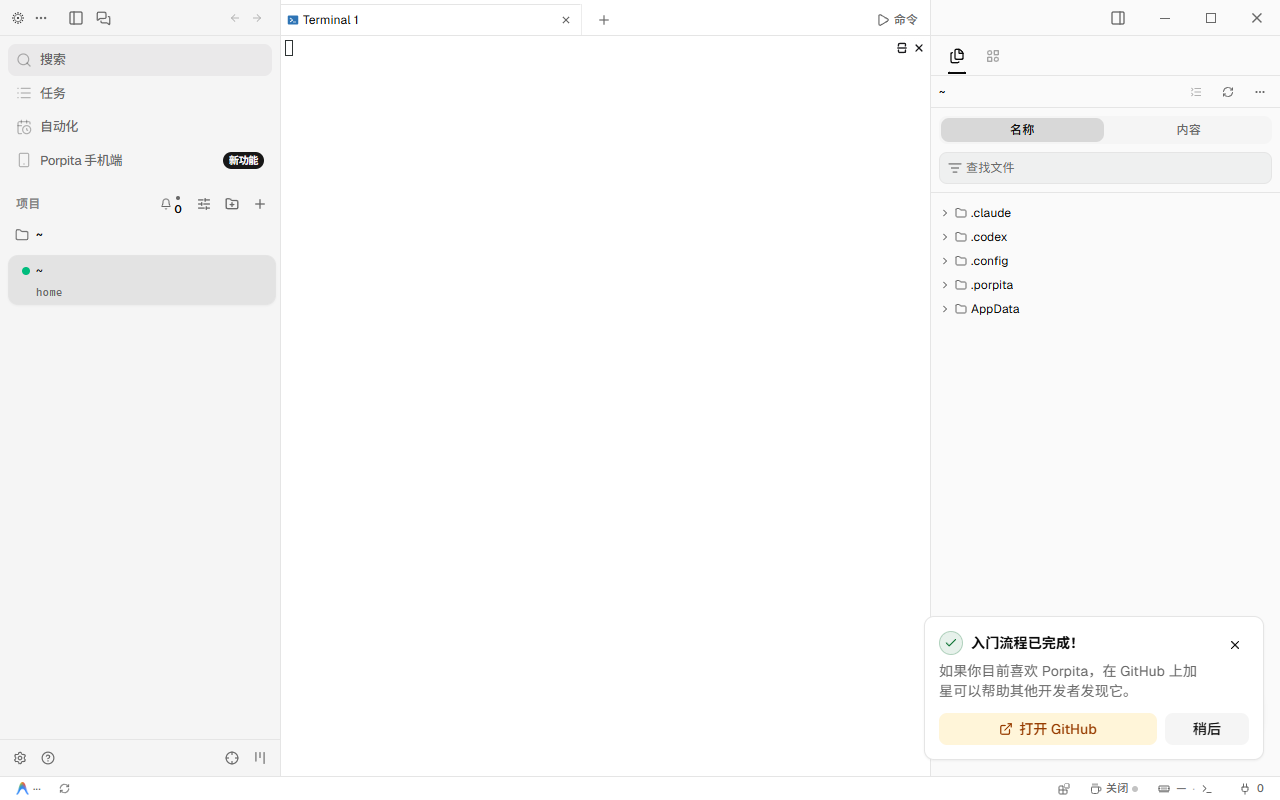 Terminal 1
命令
搜索
任务
自动化
Porpita 手机端
新功能
项目
0
~
~
home
~
名称
内容
查找文件
.claude
.codex
.config
.porpita
AppData
入门流程已完成！
如果你目前喜欢 Porpita，在 GitHub 上加
星可以帮助其他开发者发现它。
打开 GitHub
稍后
关闭
0